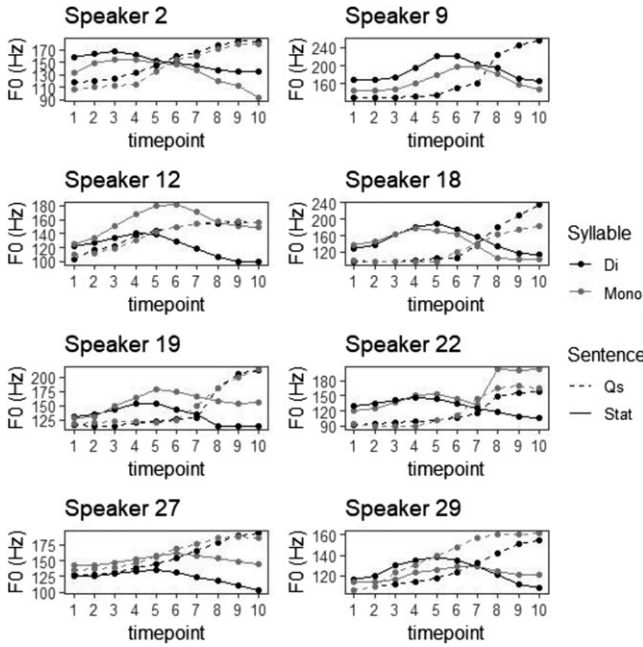 Speaker 2
F0 (Hz)
170
150
130
110
90
1 2 3 4 5 6 7 8 9 10
timepoint
Speaker 9
F0 (Hz)
240
200
160
1 2 3 4 5 6 7 8 9 10
timepoint
Speaker 12
F0 (Hz)
180
160
140
120
100
1 2 3 4 5 6 7 8 9 10
timepoint
Speaker 18
F0 (Hz)
240
200
160
120
1 2 3 4 5 6 7 8 9 10
timepoint
Syllable
Di
Mono
Speaker 19
F0 (Hz)
200
175
150
125
1 2 3 4 5 6 7 8 9 10
timepoint
Speaker 22
F0 (Hz)
180
150
120
90
1 2 3 4 5 6 7 8 9 10
timepoint
Sentence
Qs
Stat
Speaker 27
F0 (Hz)
175
150
125
100
1 2 3 4 5 6 7 8 9 10
timepoint
Speaker 29
F0 (Hz)
160
140
120
1 2 3 4 5 6 7 8 9 10
timepoint